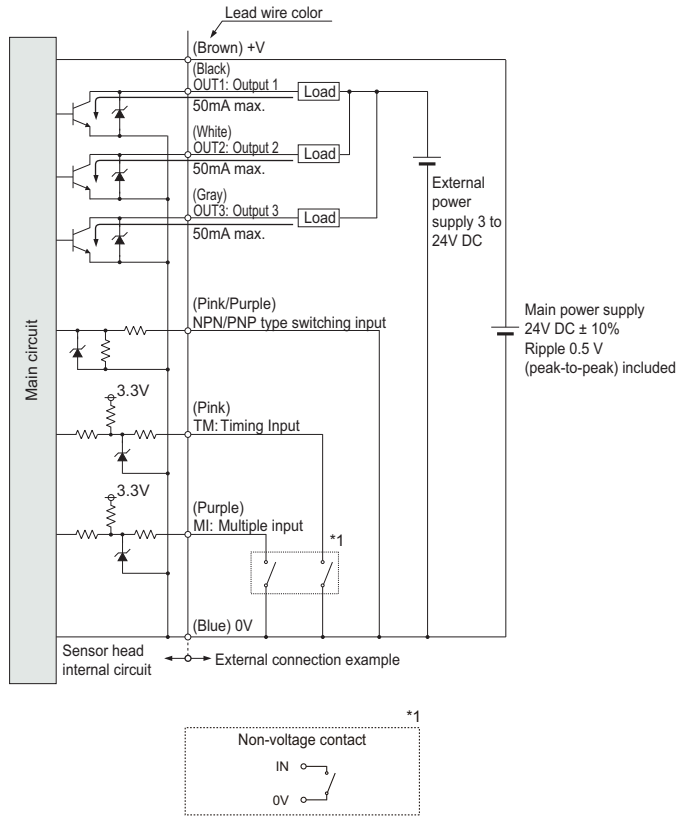 Lead wire color
(Brown) +V
(Black)
OUT1: Output 1
Load
50mA max.
(White)
OUT2: Output 2
Load
50mA max.
(Gray)
OUT3: Output 3
Load
50mA max.
External
power
supply 3 to
24V DC
Main circuit
(Pink/Purple)
NPN/PNP type switching input
Main power supply
24V DC ± 10%
Ripple 0.5 V
(peak-to-peak) included
3.3V
(Pink)
TM: Timing Input
3.3V
(Purple)
MI: Multiple input
*1
(Blue) 0V
Sensor head
internal circuit
External connection example
*1
Non-voltage contact
IN
0V